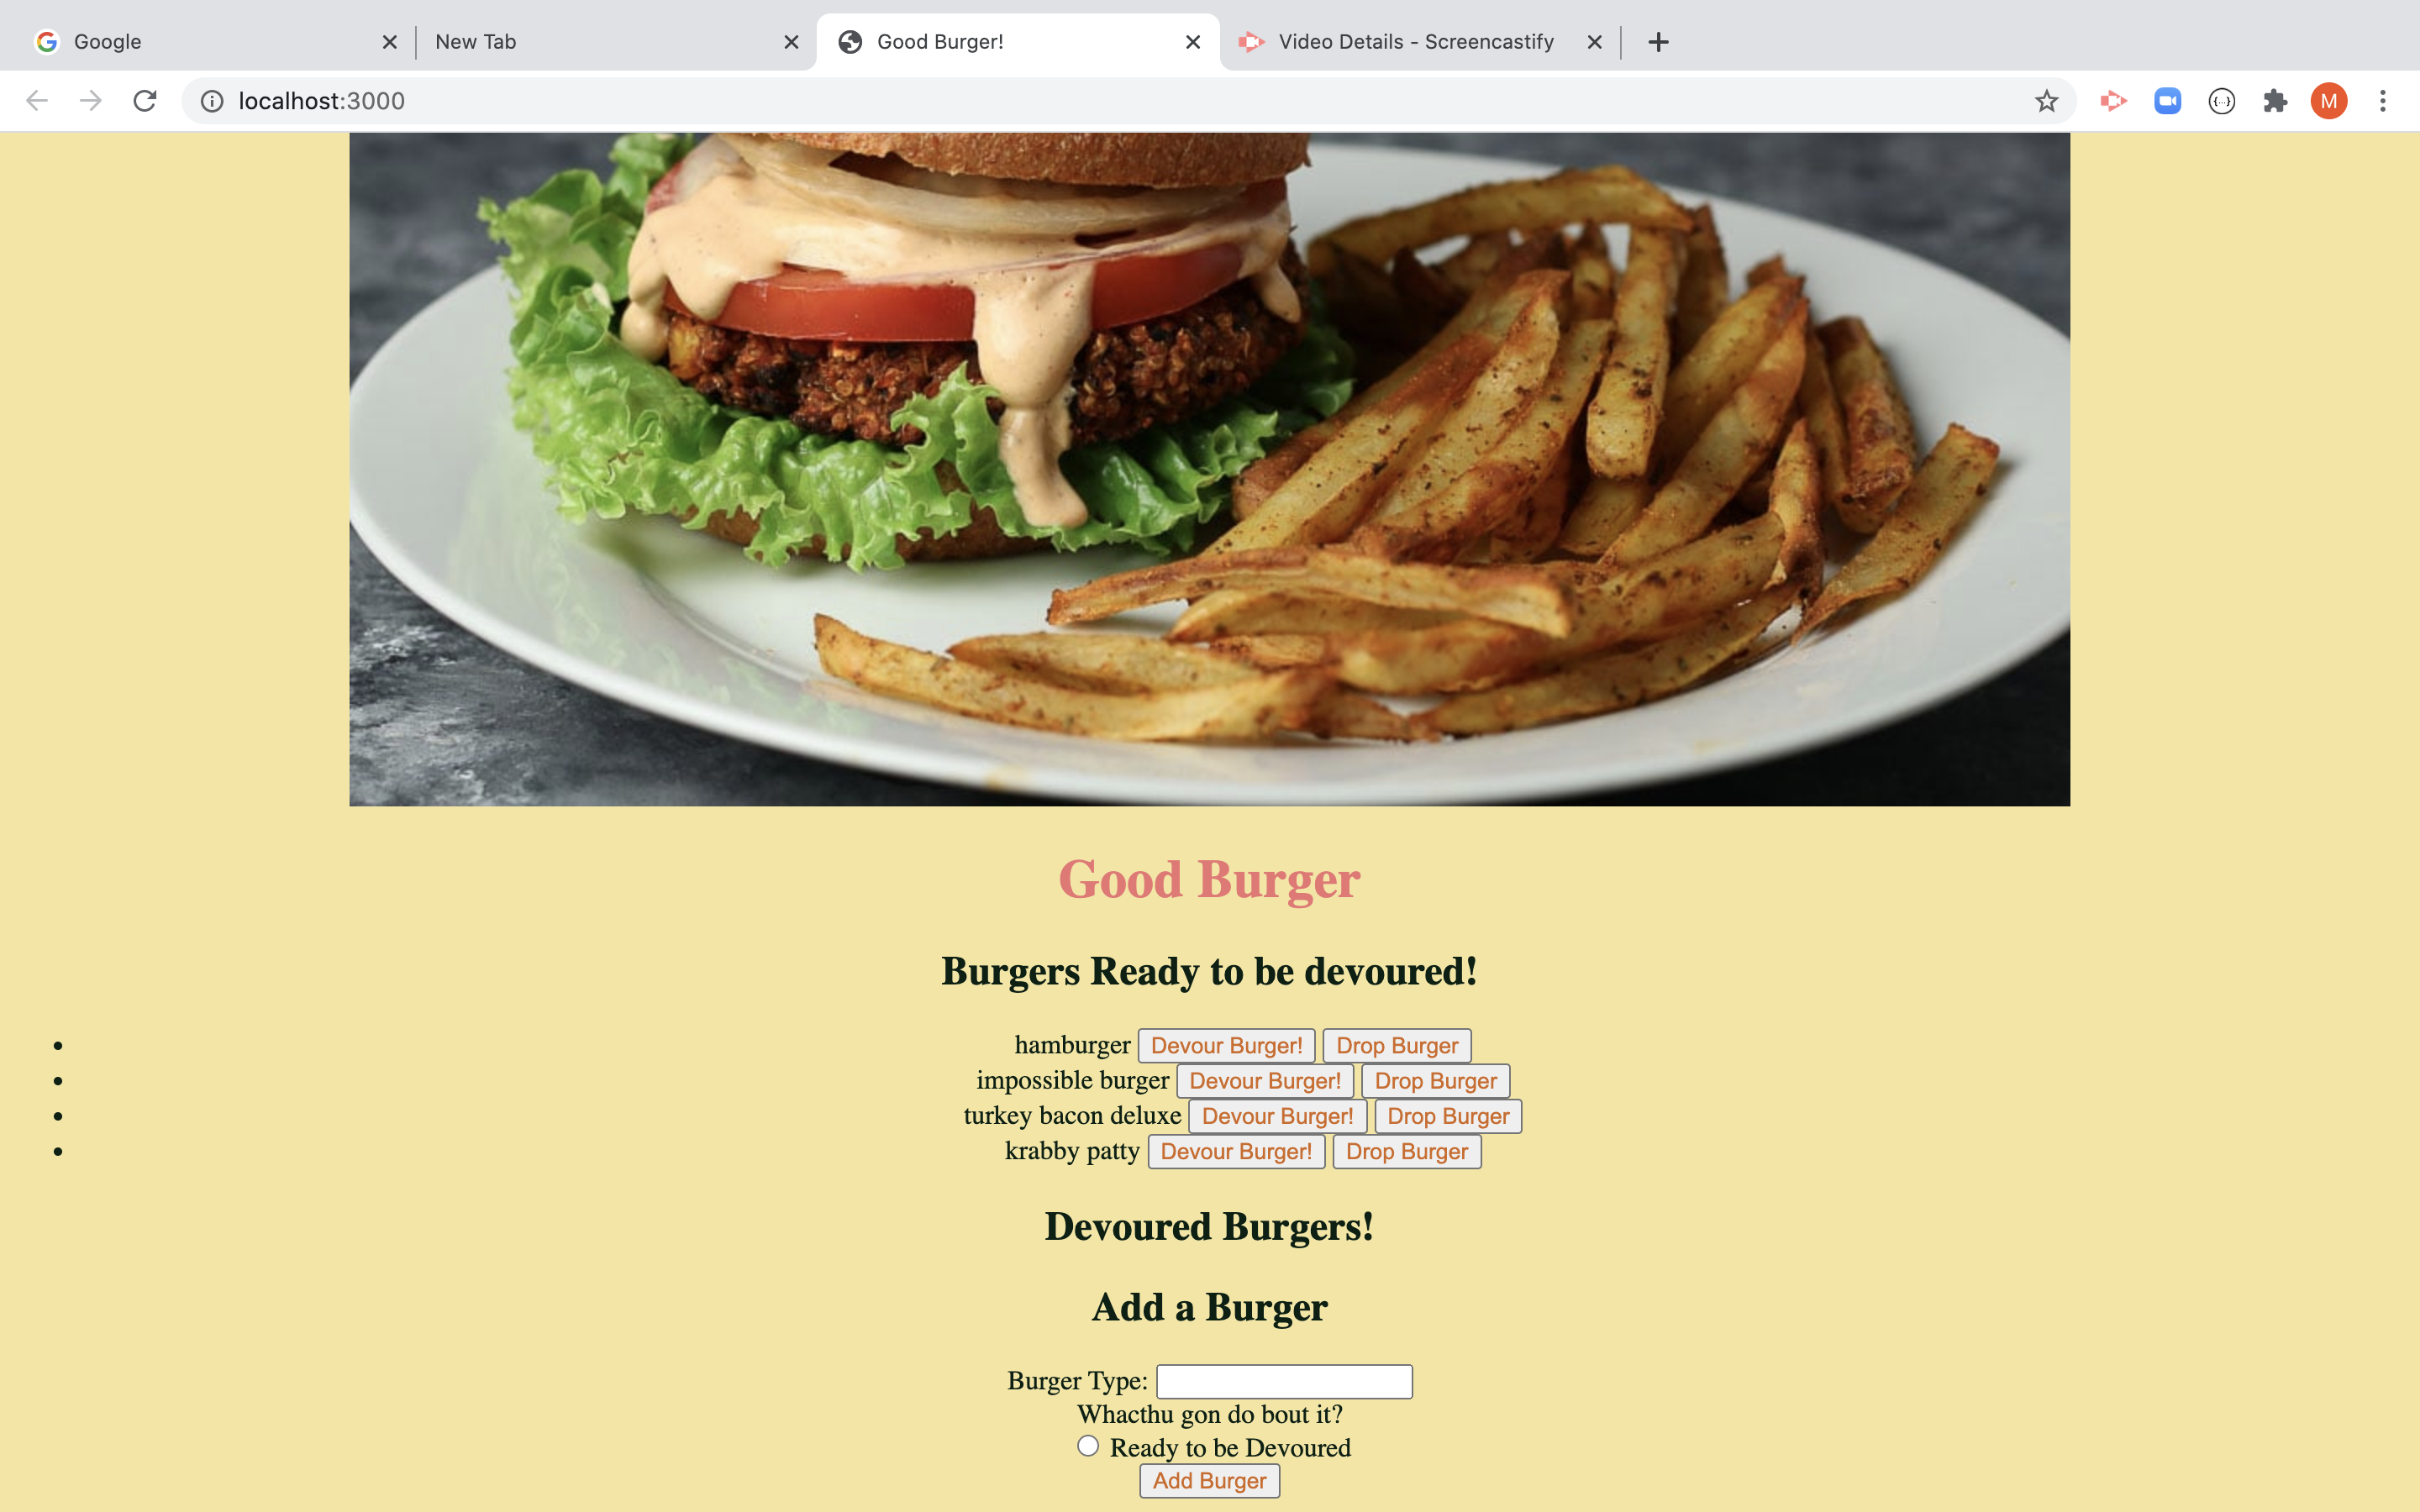 Google
New Tab
Good Burger!
Video Details - Screencastify
localhost:3000
M
Good Burger
Burgers Ready to be devoured!
hamburger Devour Burger! Drop Burger
impossible burger Devour Burger! Drop Burger
turkey bacon deluxe Devour Burger! Drop Burger
krabby patty Devour Burger! Drop Burger
Devoured Burgers!
Add a Burger
Burger Type:
Whacthu gon do bout it?
Ready to be Devoured
Add Burger